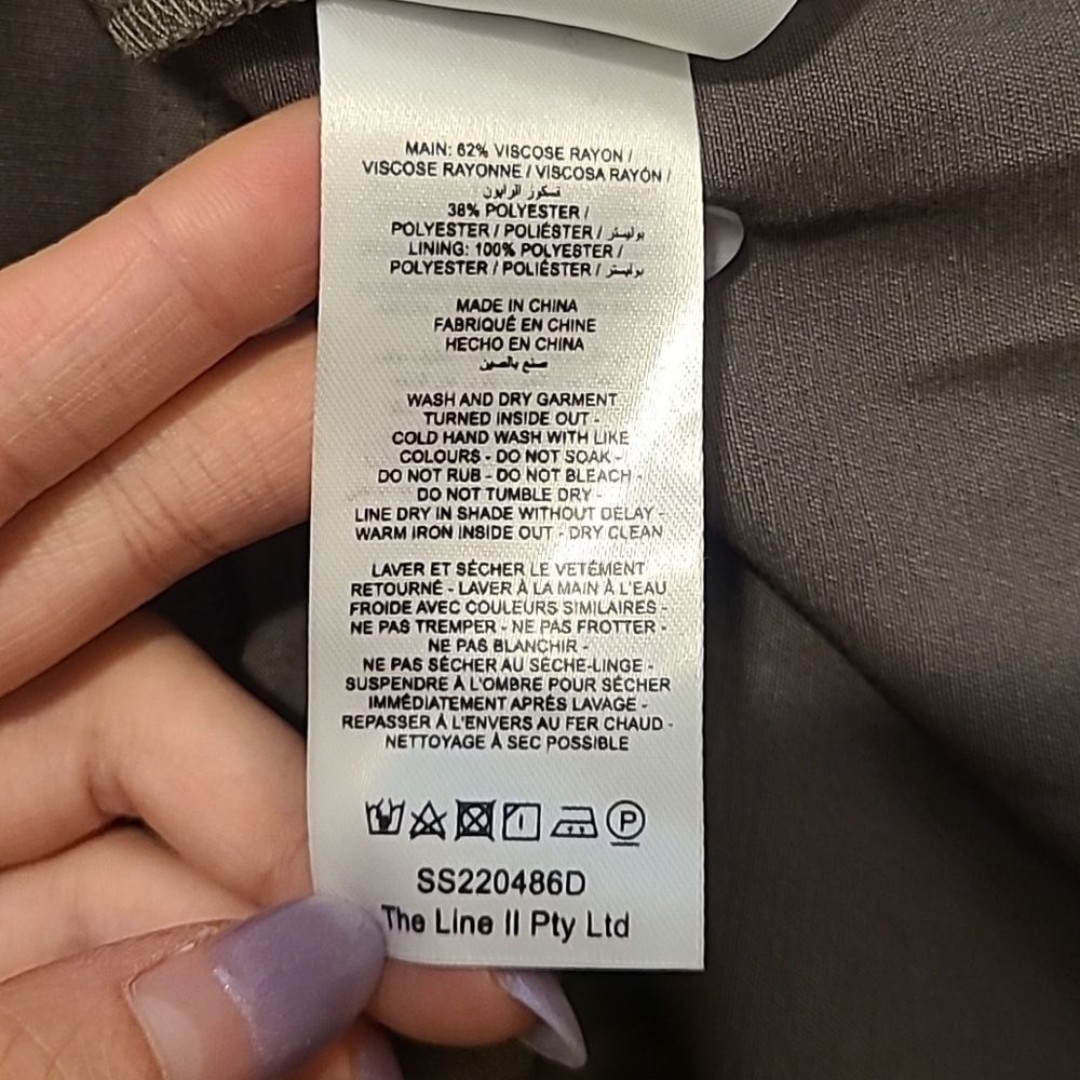 MAIN: 62% VISCOSE RAYON /
VISCOSE RAYONNE / VISCOSA RAYÓN /
فسكوز الرايون
38% POLYESTER /
POLYESTER / POLIÉSTER / بوليستر
LINING: 100% POLYESTER /
POLYESTER / POLIÉSTER / بوليستر
MADE IN CHINA
FABRIQUÉ EN CHINE
HECHO EN CHINA
صنع بالصين
WASH AND DRY GARMENT
TURNED INSIDE OUT -
COLD HAND WASH WITH LIKE
COLOURS - DO NOT SOAK -
DO NOT RUB - DO NOT BLEACH -
DO NOT TUMBLE DRY -
LINE DRY IN SHADE WITHOUT DELAY -
WARM IRON INSIDE OUT - DRY CLEAN
LAVER ET SÉCHER LE VETÉMENT
RETOURNÉ - LAVER À LA MAIN À L'EAU
FROIDE AVEC COULEURS SIMILAIRES -
NE PAS TREMPER - NE PAS FROTTER -
NE PAS BLANCHIR -
NE PAS SÉCHER AU SÈCHE-LINGE -
SUSPENDRE À L'OMBRE POUR SÉCHER
IMMÉDIATEMENT APRÉS LAVAGE -
REPASSER À L'ENVERS AU FER CHAUD -
NETTOYAGE À SEC POSSIBLE
P
SS220486D
The Line II Pty Ltd